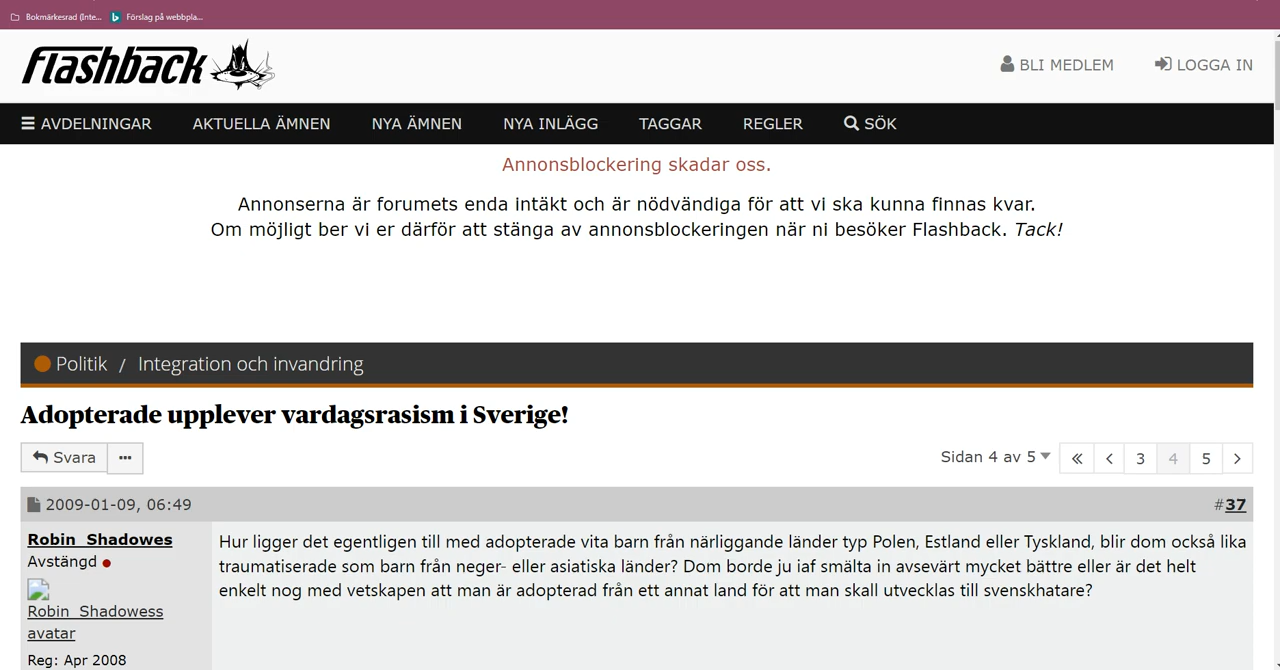 Bokmärkesrad (Inte... Förslag på webbpla...
flashback
BLI MEDLEM LOGGA IN
AVDELNINGAR AKTUELLA ÄMNEN NYA ÄMNEN NYA INLÄGG TAGGAR REGLER SÖK
Annonsblockering skadar oss.
Annonserna är forumets enda intäkt och är nödvändiga för att vi ska kunna finnas kvar.
Om möjligt ber vi er därför att stänga av annonsblockeringen när ni besöker Flashback. Tack!
Politik / Integration och invandring
Adopterade upplever vardagsrasism i Sverige!
Svara ••• Sidan 4 av 5 « ‹ 3 4 5 ›
2009-01-09, 06:49 #37
Robin_Shadowes
Avstängd
Robin_Shadowess
avatar
Reg: Apr 2008
Hur ligger det egentligen till med adopterade vita barn från närliggande länder typ Polen, Estland eller Tyskland, blir dom också lika
traumatiserade som barn från neger- eller asiatiska länder? Dom borde ju iaf smälta in avsevärt mycket bättre eller är det helt
enkelt nog med vetskapen att man är adopterad från ett annat land för att man skall utvecklas till svenskhatare?